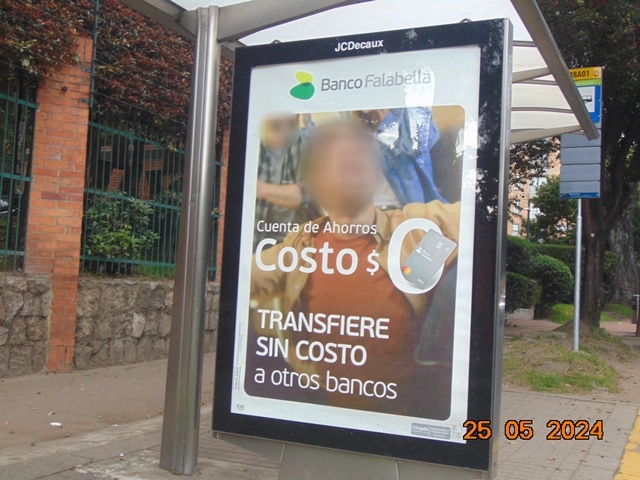 JCDecaux
Banco Falabella
Cuenta de Ahorros
Costo $0
TRANSFIERE
SIN COSTO
a otros bancos
25 05 2024